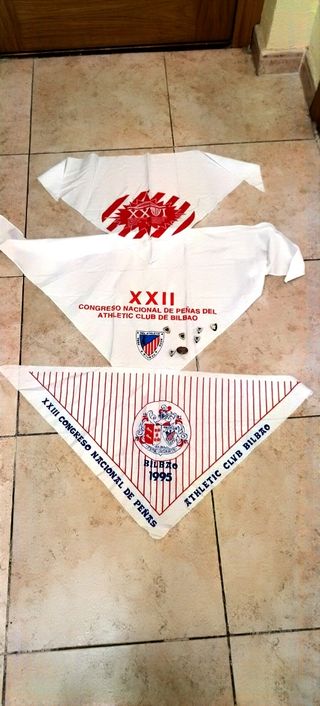 XXVI
XXII
CONGRESO NACIONAL DE PEÑAS DEL
ATHLETIC CLUB DE BILBAO
XXIII CONGRESO NACIONAL DE PEÑAS
BILBAO
1995
ATHLETIC CLUB BILBAO